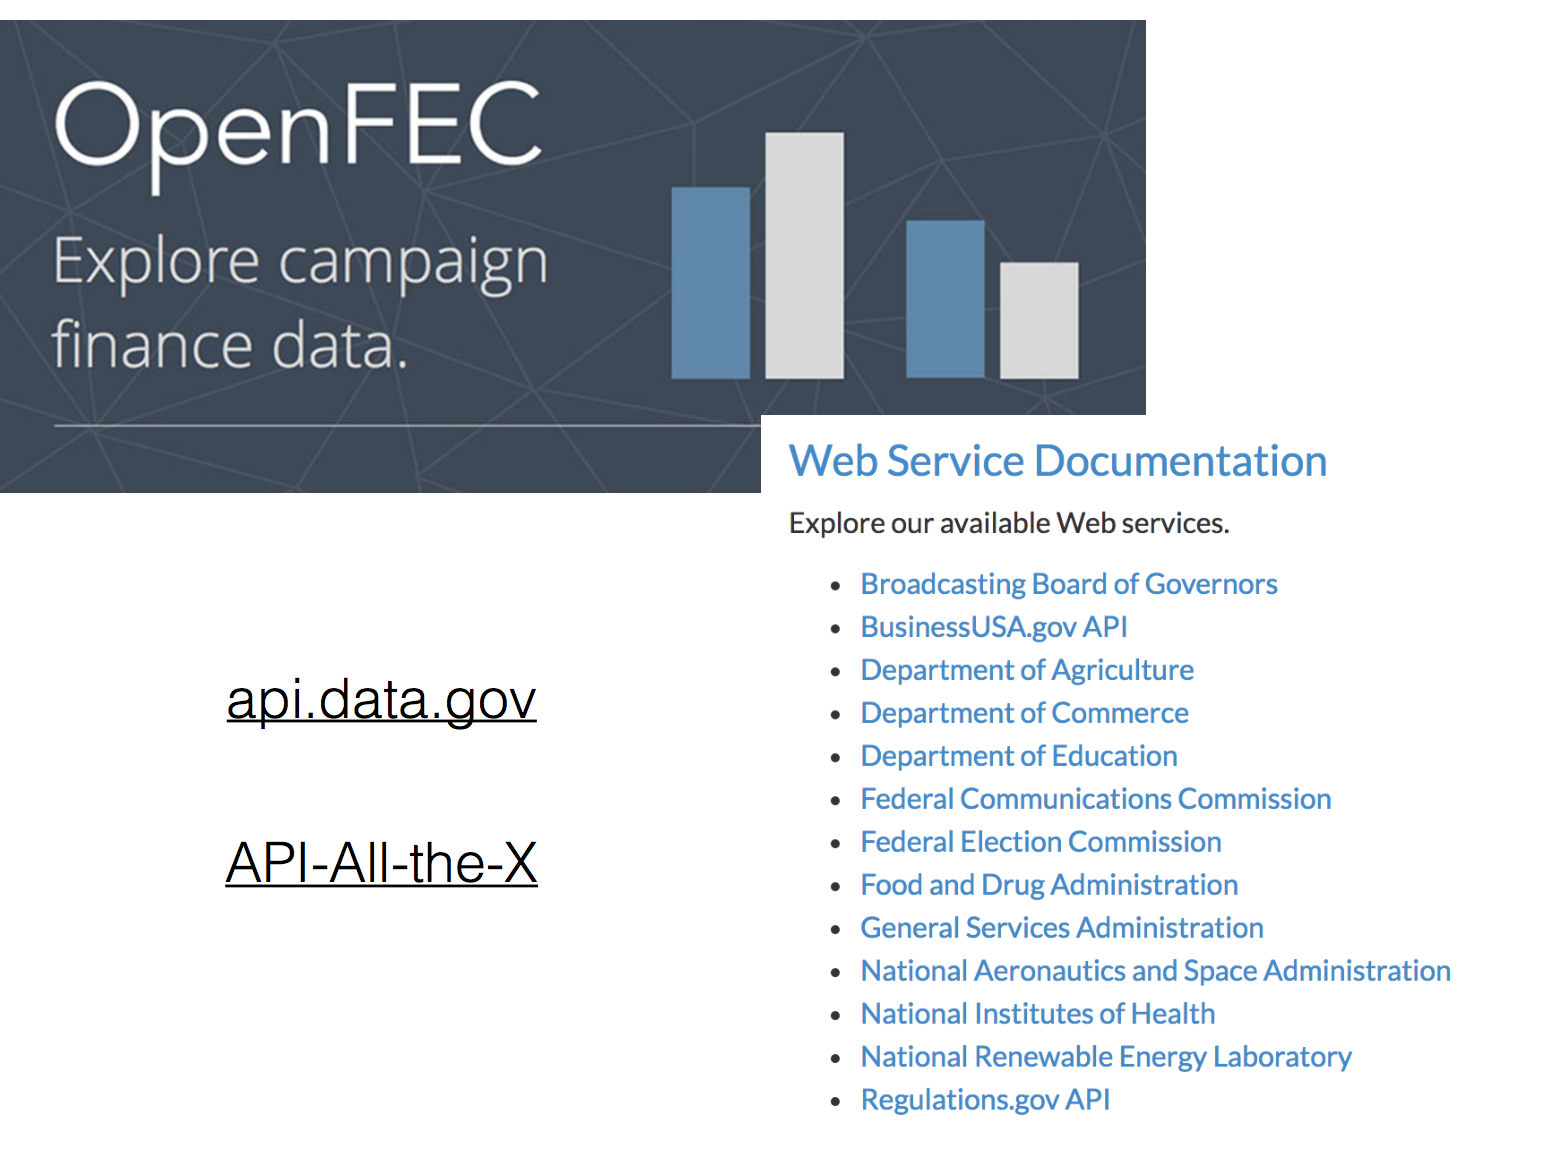 OpenFEC
Explore campaign
finance data.
Web Service Documentation
Explore our available Web services.
• Broadcasting Board of Governors
• BusinessUSA.gov API
• Department of Agriculture
• Department of Commerce
• Department of Education
• Federal Communications Commission
• Federal Election Commission
• Food and Drug Administration
• General Services Administration
• National Aeronautics and Space Administration
• National Institutes of Health
• National Renewable Energy Laboratory
• Regulations.gov API
api.data.gov
API-All-the-X